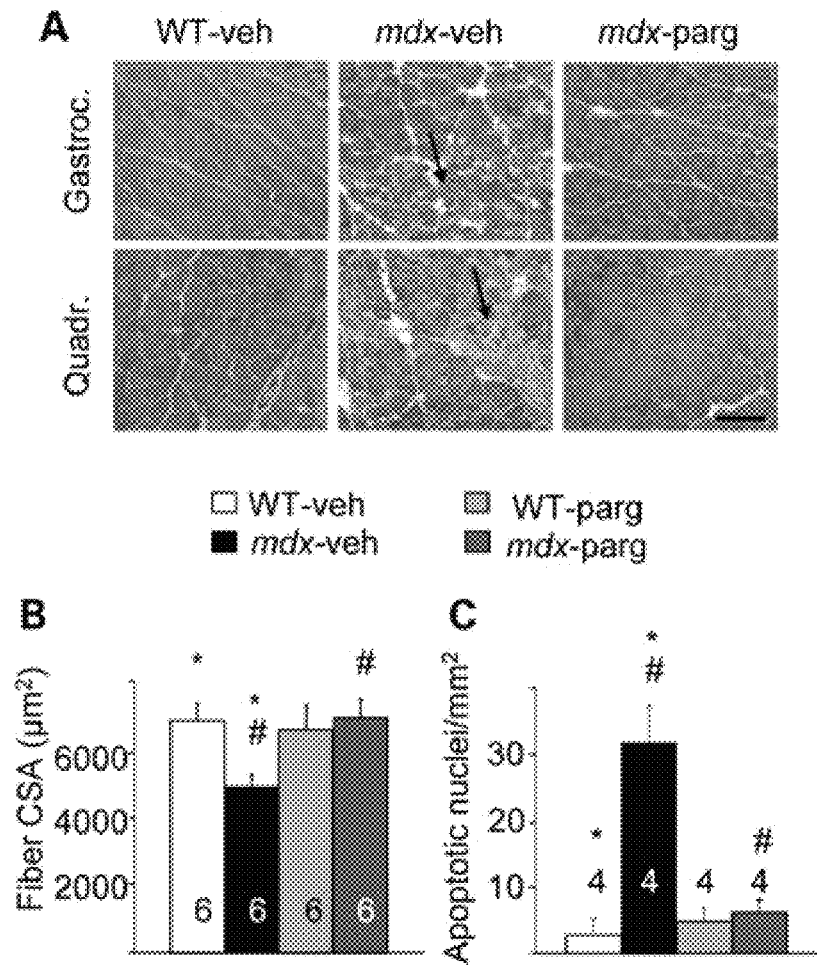 A
WT-veh mdx-veh mdx-parg
Gastroc.
Quadr.
WT-veh WT-parg
mdx-veh mdx-parg
B
Fiber CSA (µm²)
6000
4000
2000
* * # #
6 6 6 6
C
Apoptotic nuclei/mm²
30
20
10
* * # #
4 4 4 4